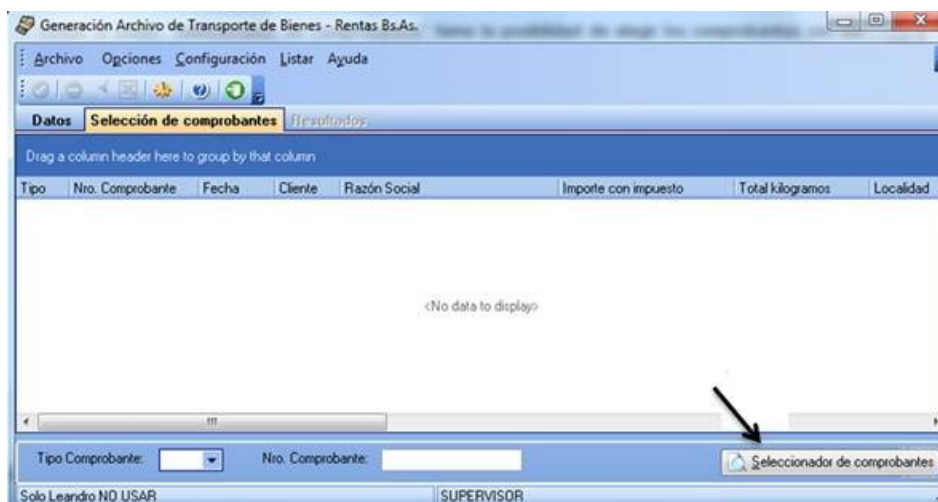 Generación Archivo de Transporte de Bienes - Rentas Bs.As.
Archivo Opciones Configuración Listar Ayuda
Datos Selección de comprobantes Resultados
Drag a column header here to group by that column
Tipo Nro. Comprobante Fecha Cliente Razón Social Importe con impuesto Total kilogramos Localidad
<No data to display>
Tipo Comprobante: Nro. Comprobante: Seleccionador de comprobantes
Solo Leandro NO USAR SUPERVISOR